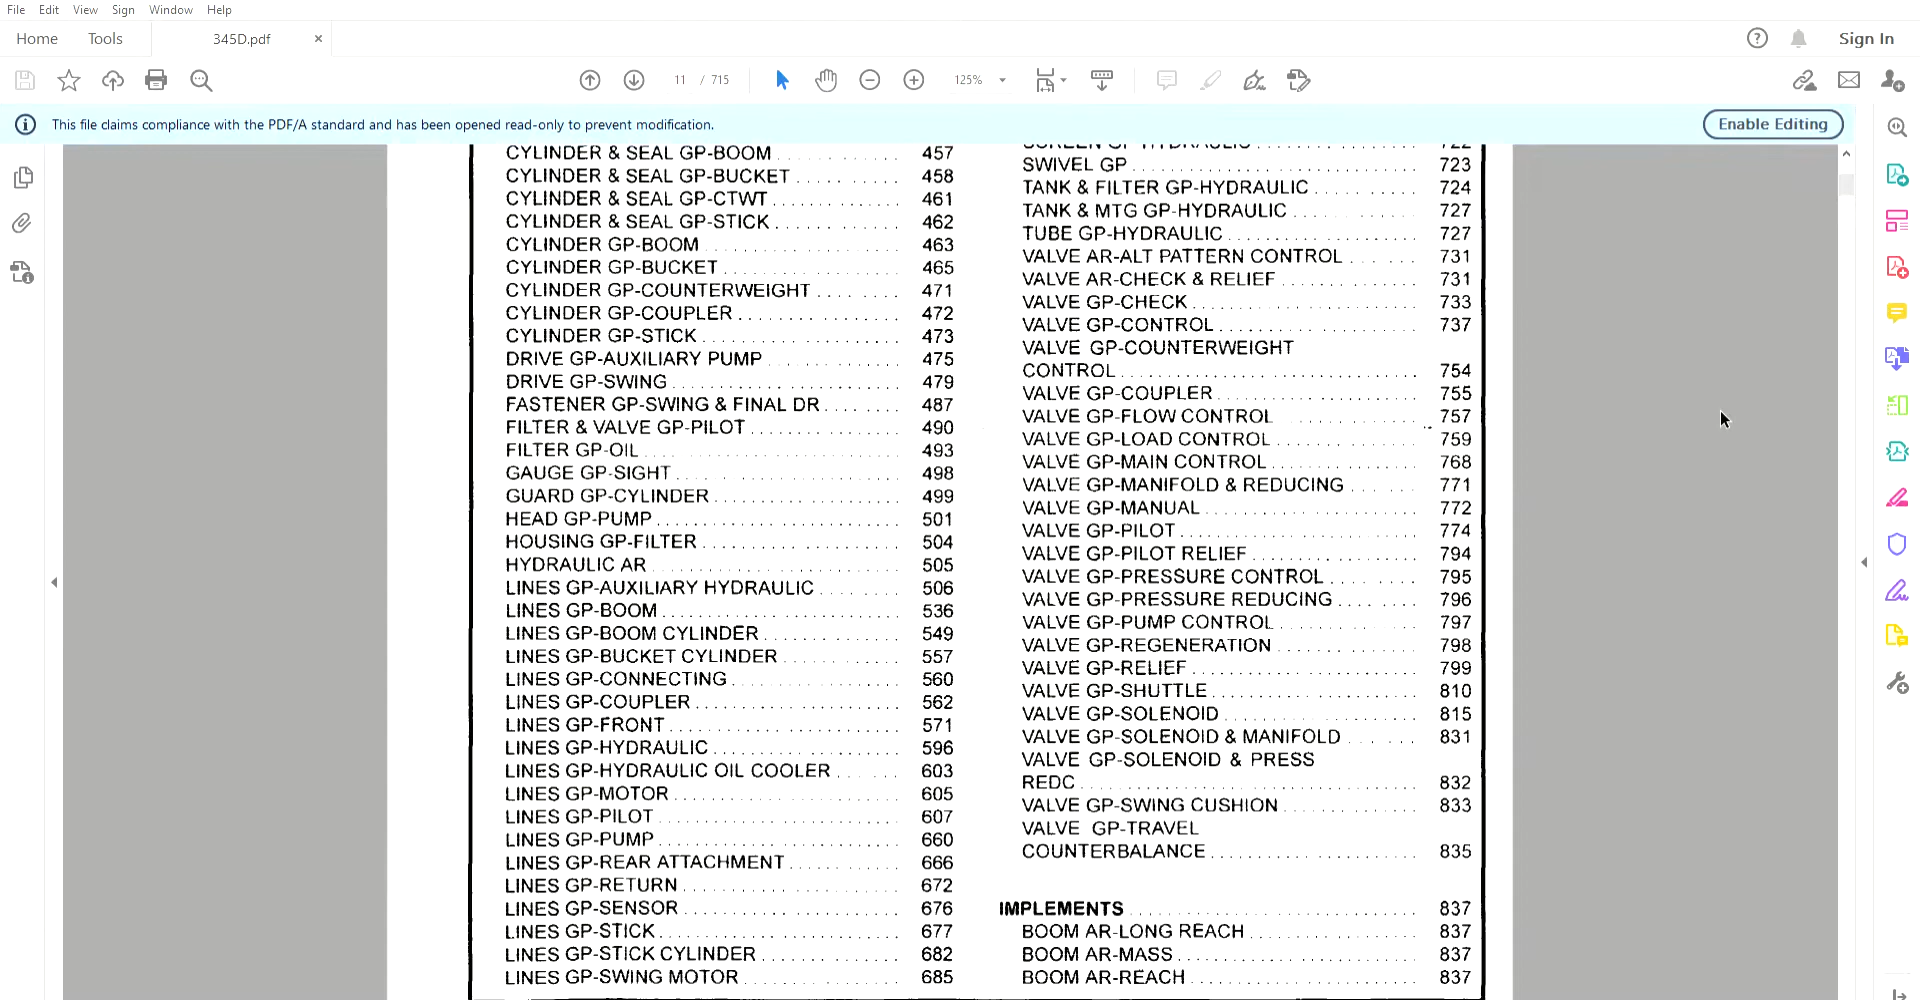 File Edit View Sign Window Help
Home Tools 345D.pdf × Sign In
11 / 715 125%
This file claims compliance with the PDF/A standard and has been opened read-only to prevent modification. Enable Editing
CYLINDER & SEAL GP-BOOM 457
CYLINDER & SEAL GP-BUCKET 458
CYLINDER & SEAL GP-CTWT 461
CYLINDER & SEAL GP-STICK 462
CYLINDER GP-BOOM 463
CYLINDER GP-BUCKET 465
CYLINDER GP-COUNTERWEIGHT 471
CYLINDER GP-COUPLER 472
CYLINDER GP-STICK 473
DRIVE GP-AUXILIARY PUMP 475
DRIVE GP-SWING 479
FASTENER GP-SWING & FINAL DR 487
FILTER & VALVE GP-PILOT 490
FILTER GP-OIL 493
GAUGE GP-SIGHT 498
GUARD GP-CYLINDER 499
HEAD GP-PUMP 501
HOUSING GP-FILTER 504
HYDRAULIC AR 505
LINES GP-AUXILIARY HYDRAULIC 506
LINES GP-BOOM 536
LINES GP-BOOM CYLINDER 549
LINES GP-BUCKET CYLINDER 557
LINES GP-CONNECTING 560
LINES GP-COUPLER 562
LINES GP-FRONT 571
LINES GP-HYDRAULIC 596
LINES GP-HYDRAULIC OIL COOLER 603
LINES GP-MOTOR 605
LINES GP-PILOT 607
LINES GP-PUMP 660
LINES GP-REAR ATTACHMENT 666
LINES GP-RETURN 672
LINES GP-SENSOR 676
LINES GP-STICK 677
LINES GP-STICK CYLINDER 682
LINES GP-SWING MOTOR 685
SCREEN GP-HYDRAULIC 722
SWIVEL GP 723
TANK & FILTER GP-HYDRAULIC 724
TANK & MTG GP-HYDRAULIC 727
TUBE GP-HYDRAULIC 727
VALVE AR-ALT PATTERN CONTROL 731
VALVE AR-CHECK & RELIEF 731
VALVE GP-CHECK 733
VALVE GP-CONTROL 737
VALVE GP-COUNTERWEIGHT
CONTROL 754
VALVE GP-COUPLER 755
VALVE GP-FLOW CONTROL 757
VALVE GP-LOAD CONTROL 759
VALVE GP-MAIN CONTROL 768
VALVE GP-MANIFOLD & REDUCING 771
VALVE GP-MANUAL 772
VALVE GP-PILOT 774
VALVE GP-PILOT RELIEF 794
VALVE GP-PRESSURE CONTROL 795
VALVE GP-PRESSURE REDUCING 796
VALVE GP-PUMP CONTROL 797
VALVE GP-REGENERATION 798
VALVE GP-RELIEF 799
VALVE GP-SHUTTLE 810
VALVE GP-SOLENOID 815
VALVE GP-SOLENOID & MANIFOLD 831
VALVE GP-SOLENOID & PRESS
REDC 832
VALVE GP-SWING CUSHION 833
VALVE GP-TRAVEL
COUNTERBALANCE 835
IMPLEMENTS 837
BOOM AR-LONG REACH 837
BOOM AR-MASS 837
BOOM AR-REACH 837